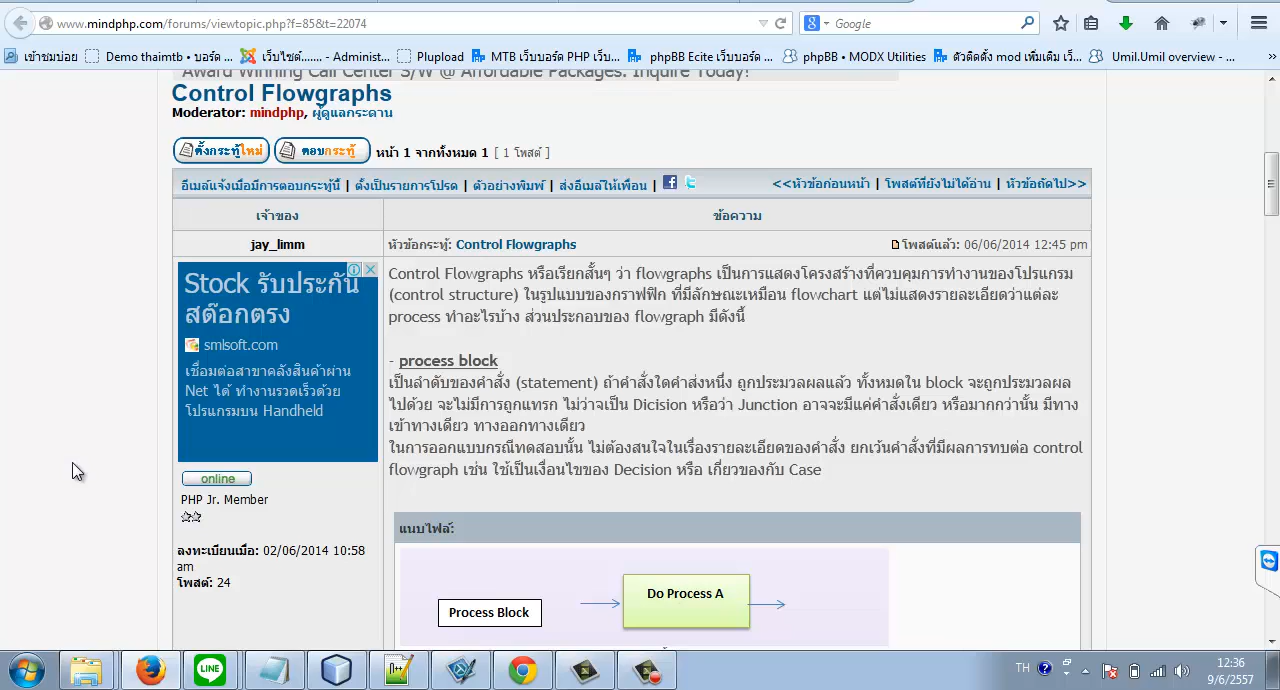 www.mindphp.com/forums/viewtopic.php?f=85&t=22074
Google
เข้าชมบ่อย Demo thaimtb • บอร์ด ... เว็บไซต์....... - Administ... Plupload MTB เว็บบอร์ด PHP เว็บ... phpBB Ecite เว็บบอร์ด ... phpBB • MODX Utilities ตัวติดตั้ง mod เพิ่มเติม เว็... Umil.Umil overview - ... »
Award Winning Call Center S/W @ Affordable Packages. Inquire Today!
Control Flowgraphs
Moderator: mindphp, ผู้ดูแลกระดาน
ตั้งกระทู้ใหม่ ตอบกระทู้ หน้า 1 จากทั้งหมด 1 [ 1 โพสต์ ]
อีเมล์แจ้งเมื่อมีการตอบกระทู้นี้ | ตั้งเป็นรายการโปรด | ตัวอย่างพิมพ์ | ส่งอีเมล์ให้เพื่อน | <<หัวข้อก่อนหน้า | โพสต์ที่ยังไม่ได้อ่าน | หัวข้อถัดไป>>
เจ้าของ ข้อความ
jay_limm หัวข้อกระทู้: Control Flowgraphs โพสต์แล้ว: 06/06/2014 12:45 pm
Stock รับประกัน
สต๊อกตรง
smlsoft.com
เชื่อมต่อสาขาคลังสินค้าผ่าน
Net ได้ ทำงานรวดเร็วด้วย
โปรแกรมบน Handheld
online
PHP Jr. Member
ลงทะเบียนเมื่อ: 02/06/2014 10:58
am
โพสต์: 24
Control Flowgraphs หรือเรียกสั้นๆ ว่า flowgraphs เป็นการแสดงโครงสร้างที่ควบคุมการทำงานของโปรแกรม
(control structure) ในรูปแบบของกราฟฟิก ที่มีลักษณะเหมือน flowchart แต่ไม่แสดงรายละเอียดว่าแต่ละ
process ทำอะไรบ้าง ส่วนประกอบของ flowgraph มีดังนี้
- process block
เป็นลำดับของคำสั่ง (statement) ถ้าคำสั่งใดคำส่งหนึ่ง ถูกประมวลผลแล้ว ทั้งหมดใน block จะถูกประมวลผล
ไปด้วย จะไม่มีการถูกแทรก ไม่ว่าจะเป็น Dicision หรือว่า Junction อาจจะมีแค่คำสั่งเดียว หรือมากกว่านั้น มีทาง
เข้าทางเดียว ทางออกทางเดียว
ในการออกแบบกรณีทดสอบนั้น ไม่ต้องสนใจในเรื่องรายละเอียดของคำสั่ง ยกเว้นคำสั่งที่มีผลการทบต่อ control
flowgraph เช่น ใช้เป็นเงื่อนไขของ Decision หรือ เกี่ยวของกับ Case
แนบไฟล์:
Process Block
Do Process A
LINE
TH
12:36
9/6/2557